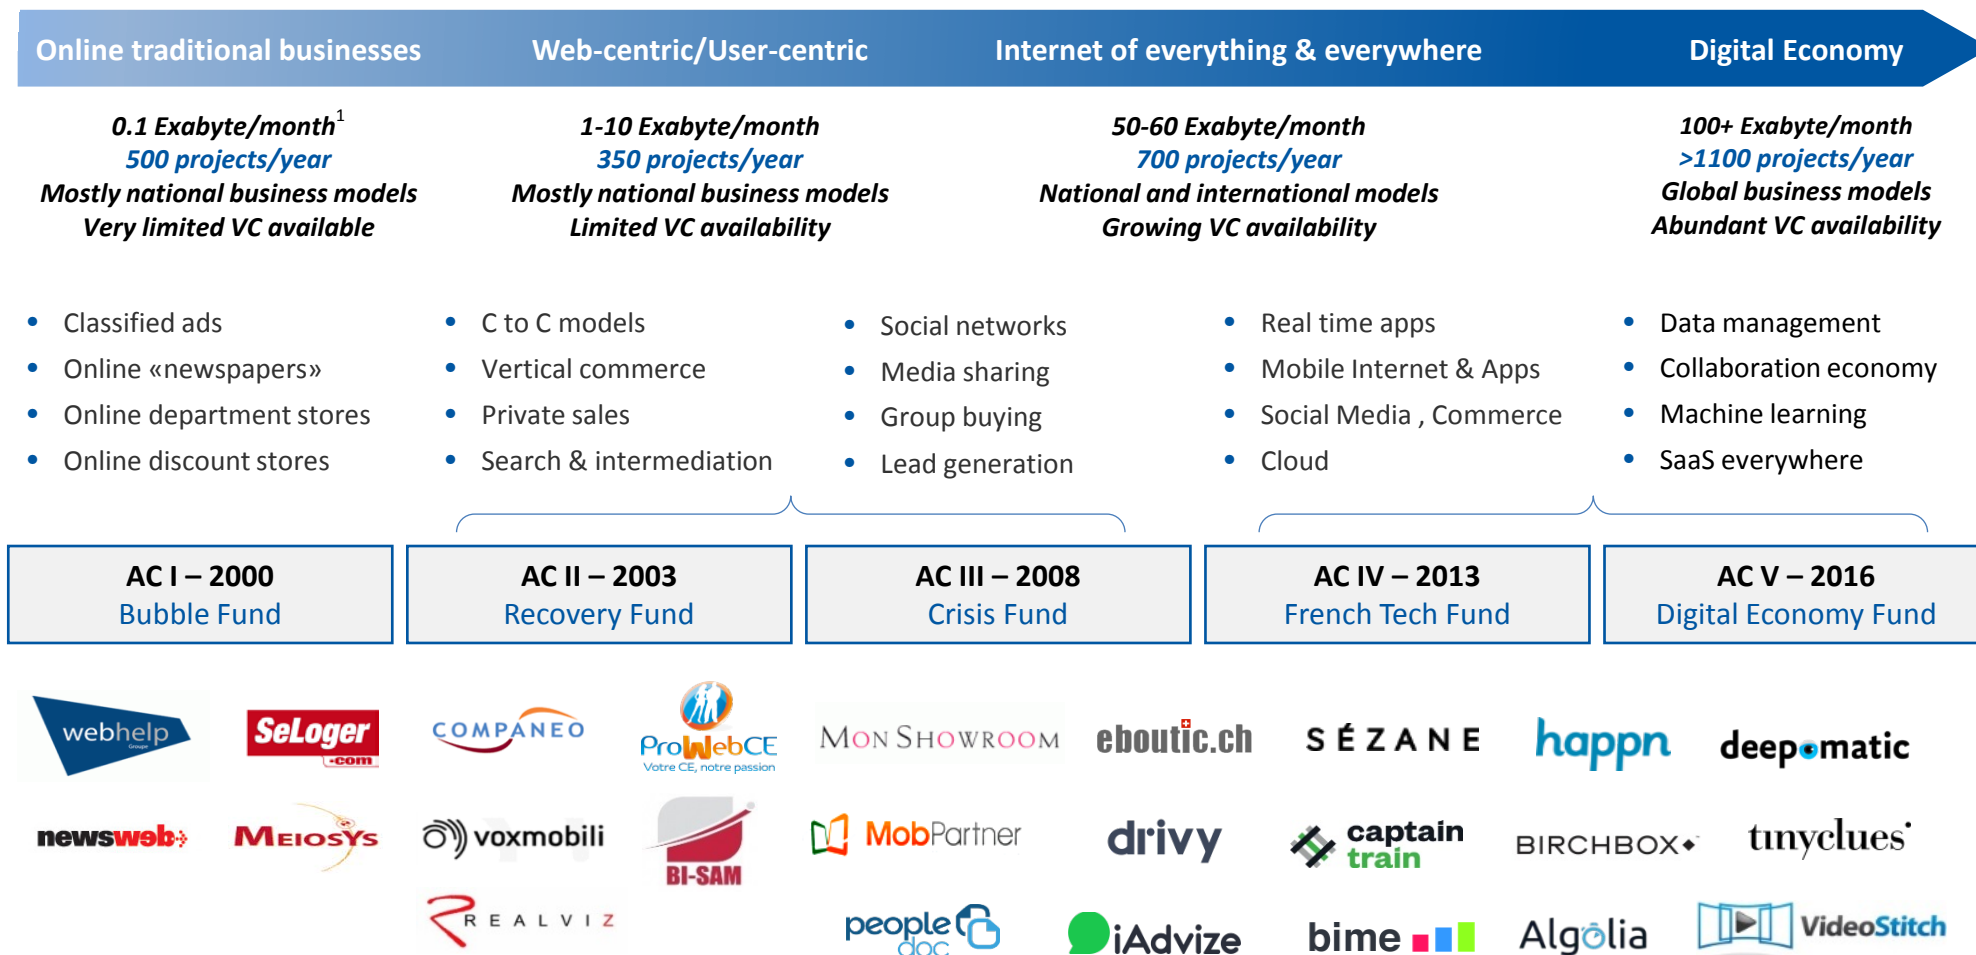 Online traditional businesses
Web-centric/User-centric
Internet of everything & everywhere
Digital Economy
0.1 Exabyte/month¹
500 projects/year
Mostly national business models
Very limited VC available
1-10 Exabyte/month
350 projects/year
Mostly national business models
Limited VC availability
50-60 Exabyte/month
700 projects/year
National and international models
Growing VC availability
100+ Exabyte/month
>1100 projects/year
Global business models
Abundant VC availability
• Classified ads
• Online «newspapers»
• Online department stores
• Online discount stores
• C to C models
• Vertical commerce
• Private sales
• Search & intermediation
• Social networks
• Media sharing
• Group buying
• Lead generation
• Real time apps
• Mobile Internet & Apps
• Social Media , Commerce
• Cloud
• Data management
• Collaboration economy
• Machine learning
• SaaS everywhere
AC I – 2000
Bubble Fund
AC II – 2003
Recovery Fund
AC III – 2008
Crisis Fund
AC IV – 2013
French Tech Fund
AC V – 2016
Digital Economy Fund
webhelp
Groupe
SeLoger
.com
COMPANEO
ProWebCE
Votre CE, notre passion
MON SHOWROOM
eboutic.ch
SÉZANE
happn
deepomatic
newsweb
MEIOSYS
voxmobili
BI-SAM
MobPartner
drivy
captain
train
BIRCHBOX
tinyclues
REALVIZ
people
doc
iAdvize
bime
Algolia
VideoStitch